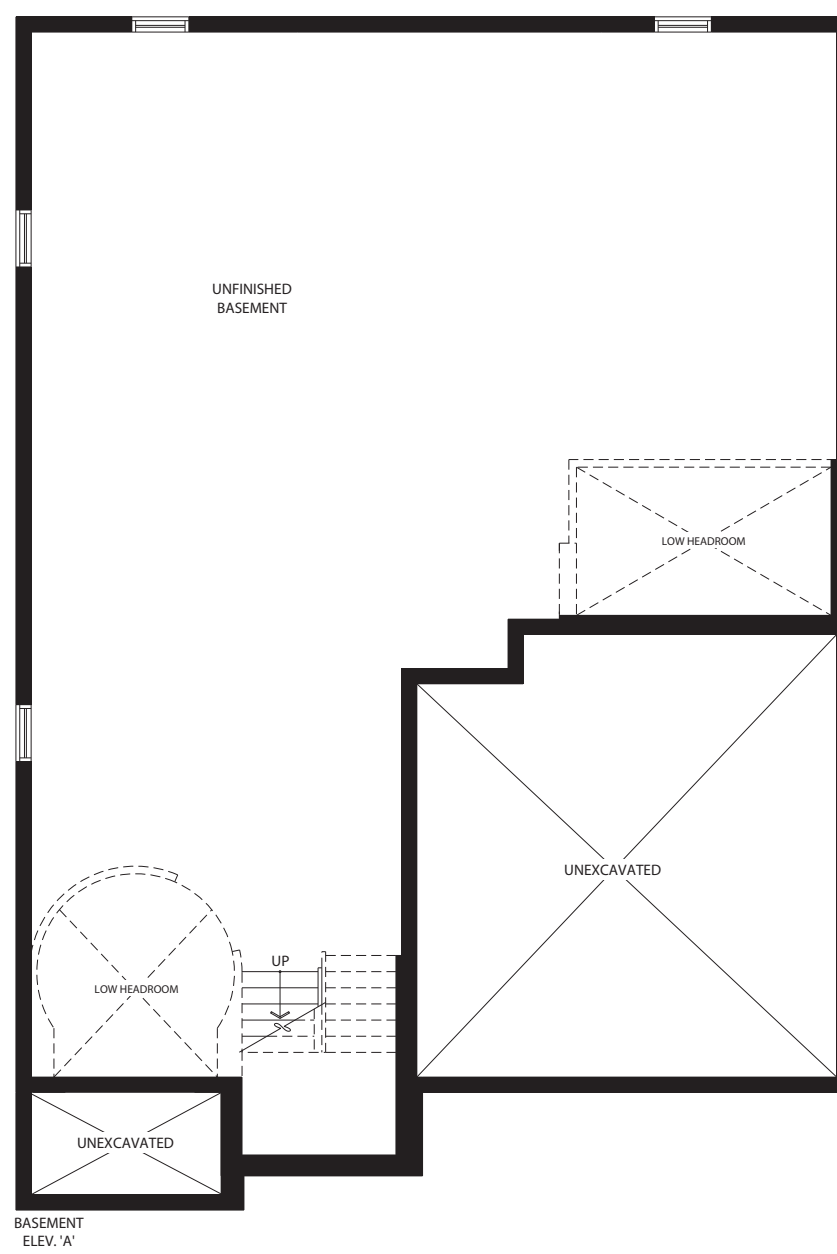 UNFINISHED
BASEMENT
LOW HEADROOM
UNEXCAVATED
UP
LOW HEADROOM
UNEXCAVATED
BASEMENT
ELEV. 'A'